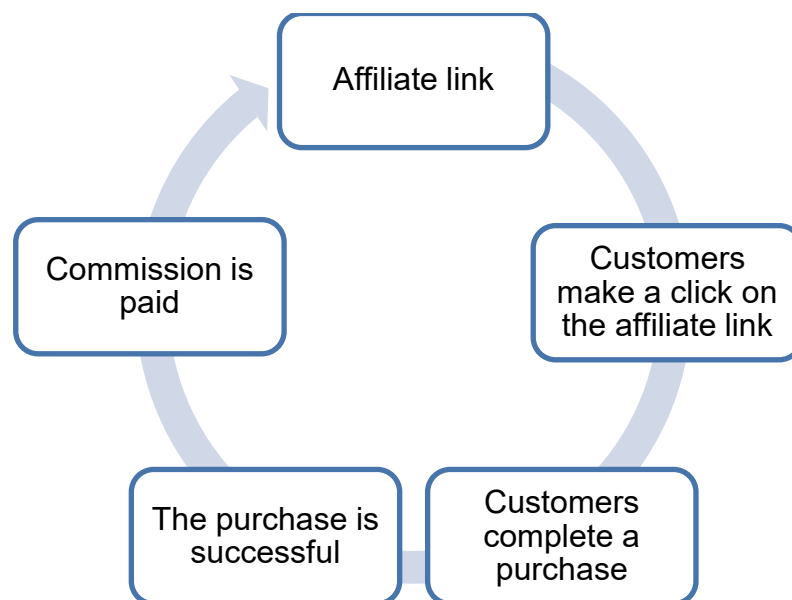 Affiliate link
Customers
make a click on
the affiliate link
Customers
complete a
purchase
The purchase is
successful
Commission is
paid